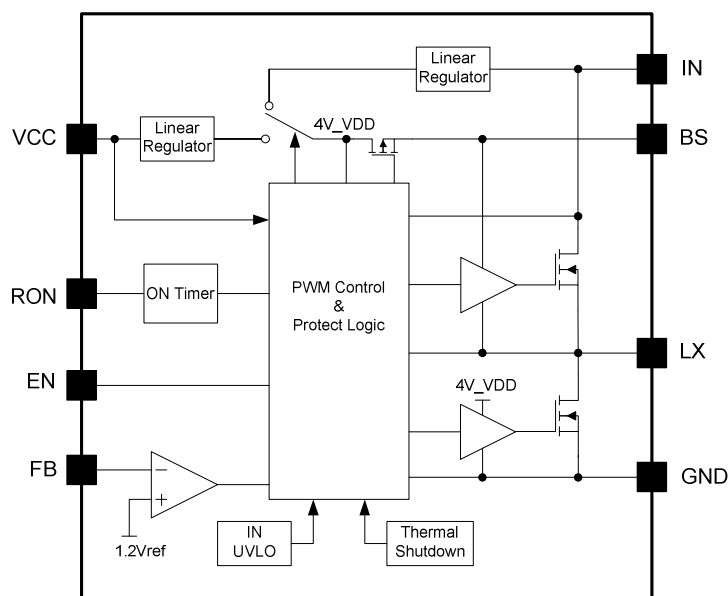 Linear
Regulator
IN
VCC
Linear
Regulator
4V_VDD
BS
RON
ON Timer
PWM Control
&
Protect Logic
LX
EN
4V_VDD
FB
GND
1.2Vref
IN
UVLO
Thermal
Shutdown